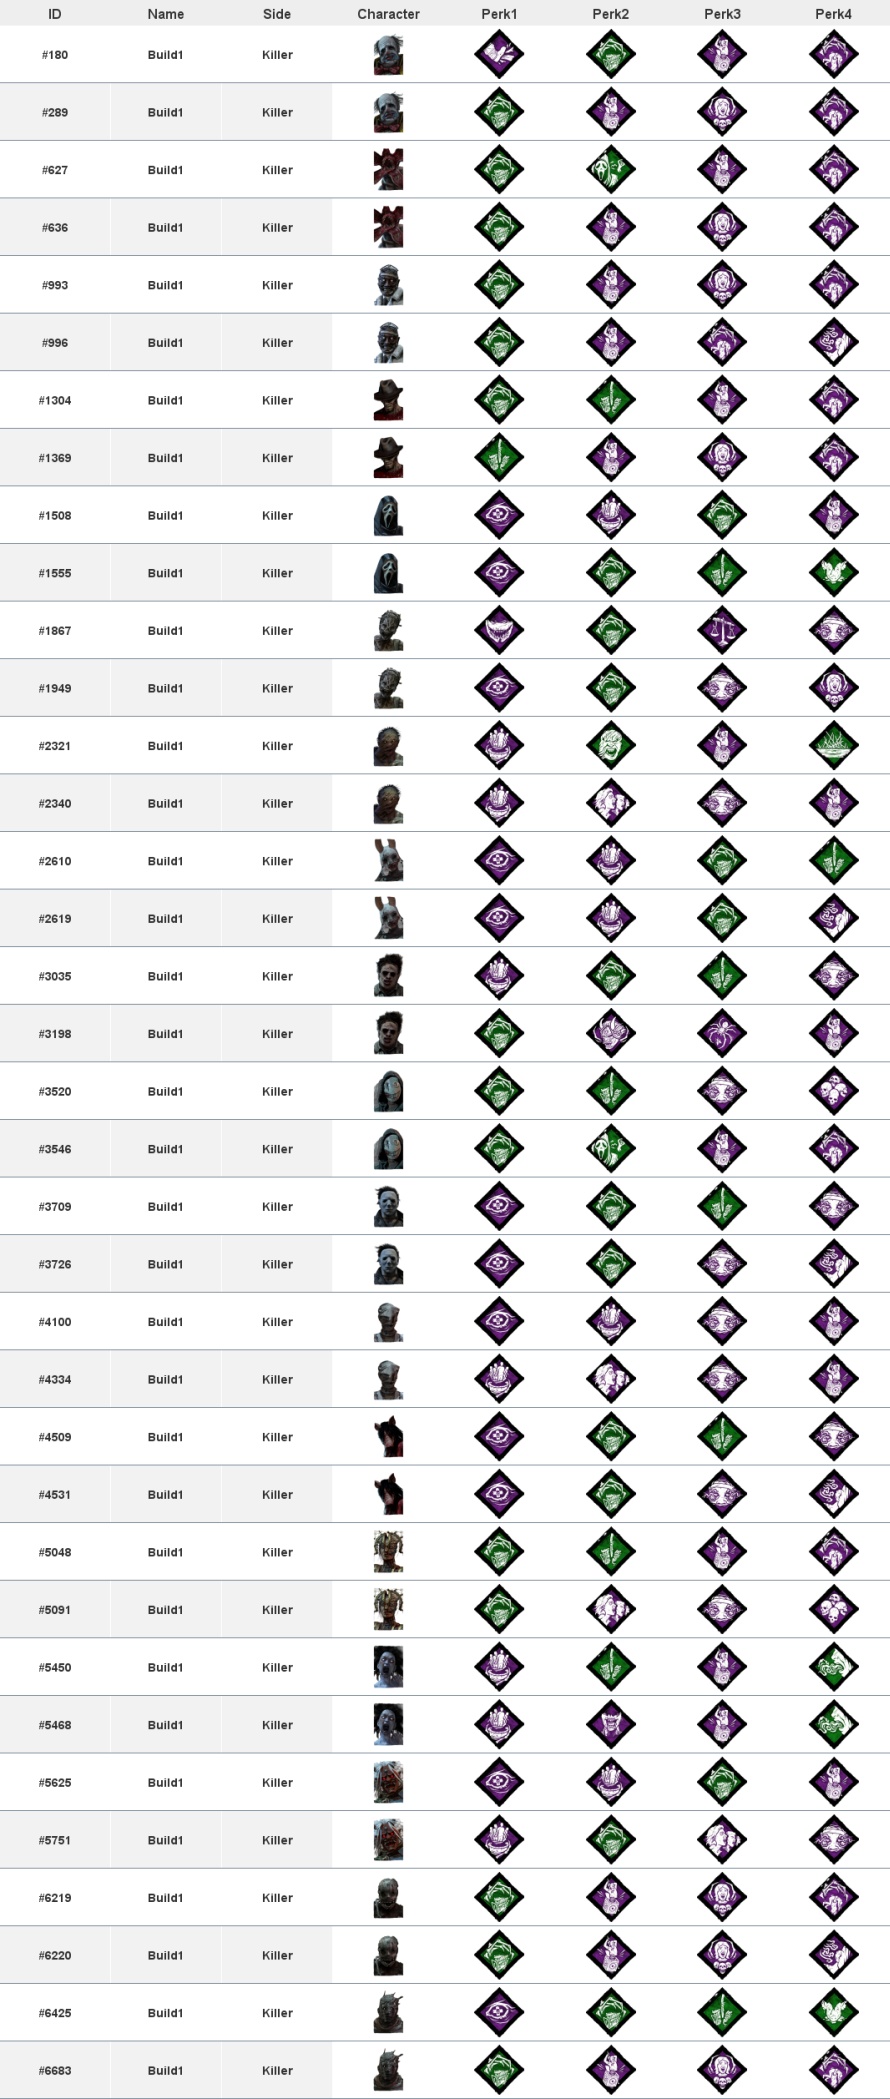 ID Name Side Character Perk1 Perk2 Perk3 Perk4
#180 Build1 Killer
#289 Build1 Killer
#627 Build1 Killer
#636 Build1 Killer
#993 Build1 Killer
#996 Build1 Killer
#1304 Build1 Killer
#1369 Build1 Killer
#1508 Build1 Killer
#1555 Build1 Killer
#1867 Build1 Killer
#1949 Build1 Killer
#2321 Build1 Killer
#2340 Build1 Killer
#2610 Build1 Killer
#2619 Build1 Killer
#3035 Build1 Killer
#3198 Build1 Killer
#3520 Build1 Killer
#3546 Build1 Killer
#3709 Build1 Killer
#3726 Build1 Killer
#4100 Build1 Killer
#4334 Build1 Killer
#4509 Build1 Killer
#4531 Build1 Killer
#5048 Build1 Killer
#5091 Build1 Killer
#5450 Build1 Killer
#5468 Build1 Killer
#5625 Build1 Killer
#5751 Build1 Killer
#6219 Build1 Killer
#6220 Build1 Killer
#6425 Build1 Killer
#6683 Build1 Killer